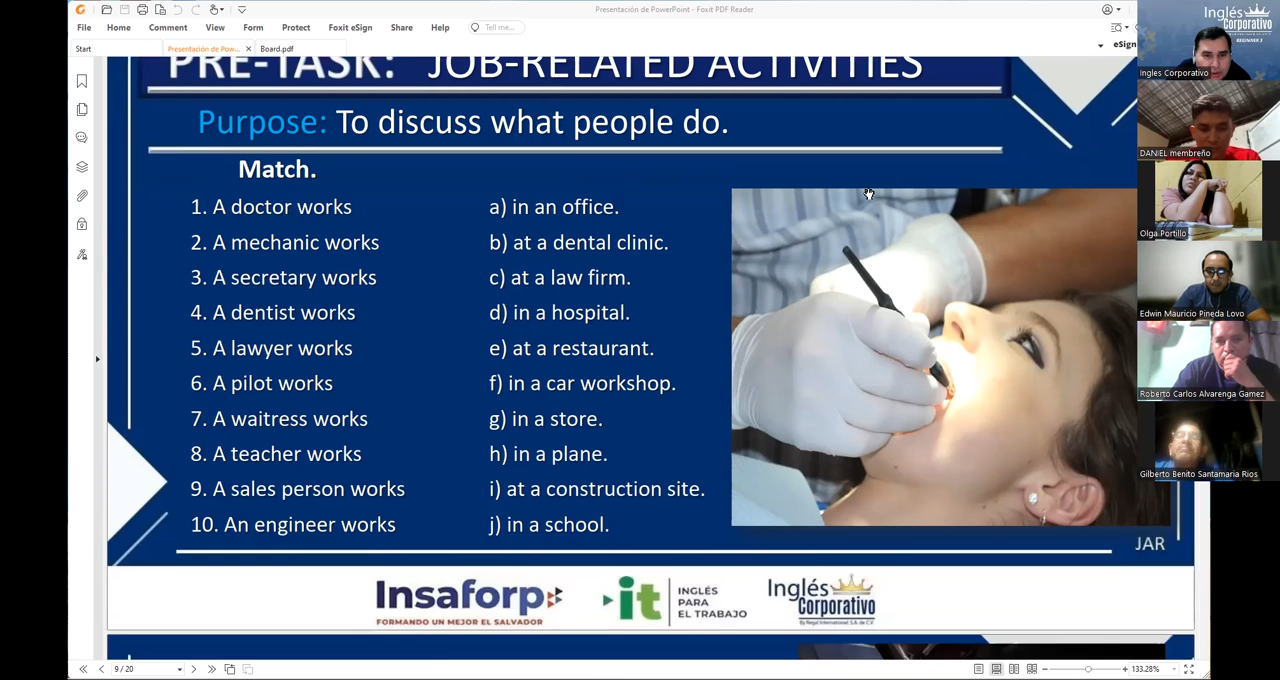 Presentación de PowerPoint - Foxit PDF Reader
File Home Comment View Form Protect Foxit eSign Share Help Tell me...
Start Presentación de Pow... Board.pdf
eSign
PRE-TASK: JOB-RELATED ACTIVITIES
Purpose: To discuss what people do.
Match.
1. A doctor works
2. A mechanic works
3. A secretary works
4. A dentist works
5. A lawyer works
6. A pilot works
7. A waitress works
8. A teacher works
9. A sales person works
10. An engineer works
a) in an office.
b) at a dental clinic.
c) at a law firm.
d) in a hospital.
e) at a restaurant.
f) in a car workshop.
g) in a store.
h) in a plane.
i) at a construction site.
j) in a school.
JAR
Insaforp
FORMANDO UN MEJOR EL SALVADOR
it
INGLÉS
PARA
EL TRABAJO
Inglés
Corporativo
By Regal International S.A. de C.V.
9 / 20
133.28%
Inglés
Corporativo
BEGINNER 3
Ingles Corporativo
DANIEL membreño
Olga Portillo
Edwin Mauricio Pineda Lovo
Roberto Carlos Alvarenga Gamez
Gilberto Benito Santamaria Rios